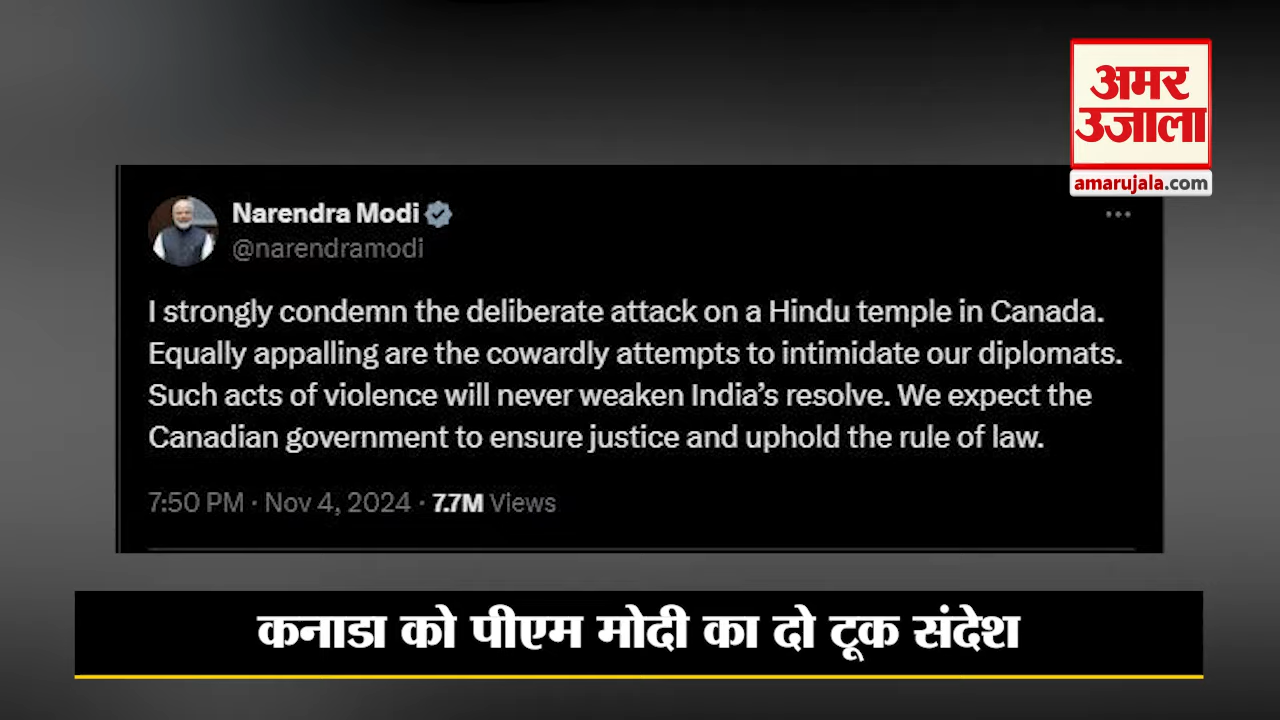 अमर
उजाला
amarujala.com
Narendra Modi
@narendramodi
I strongly condemn the deliberate attack on a Hindu temple in Canada.
Equally appalling are the cowardly attempts to intimidate our diplomats.
Such acts of violence will never weaken India’s resolve. We expect the
Canadian government to ensure justice and uphold the rule of law.
7:50 PM · Nov 4, 2024 · 7.7M Views
कनाडा को पीएम मोदी का दो टूक संदेश